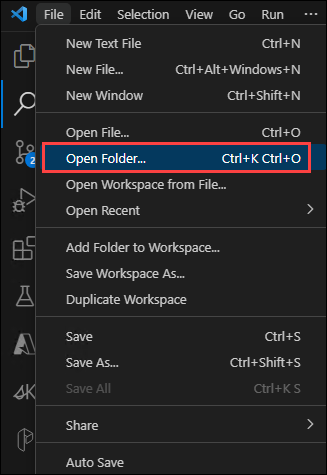 File Edit Selection View Go Run ...
New Text File Ctrl+N
New File... Ctrl+Alt+Windows+N
New Window Ctrl+Shift+N
Open File... Ctrl+O
Open Folder... Ctrl+K Ctrl+O
Open Workspace from File...
Open Recent
Add Folder to Workspace...
Save Workspace As...
Duplicate Workspace
Save Ctrl+S
Save As... Ctrl+Shift+S
Save All Ctrl+K S
Share
Auto Save
2